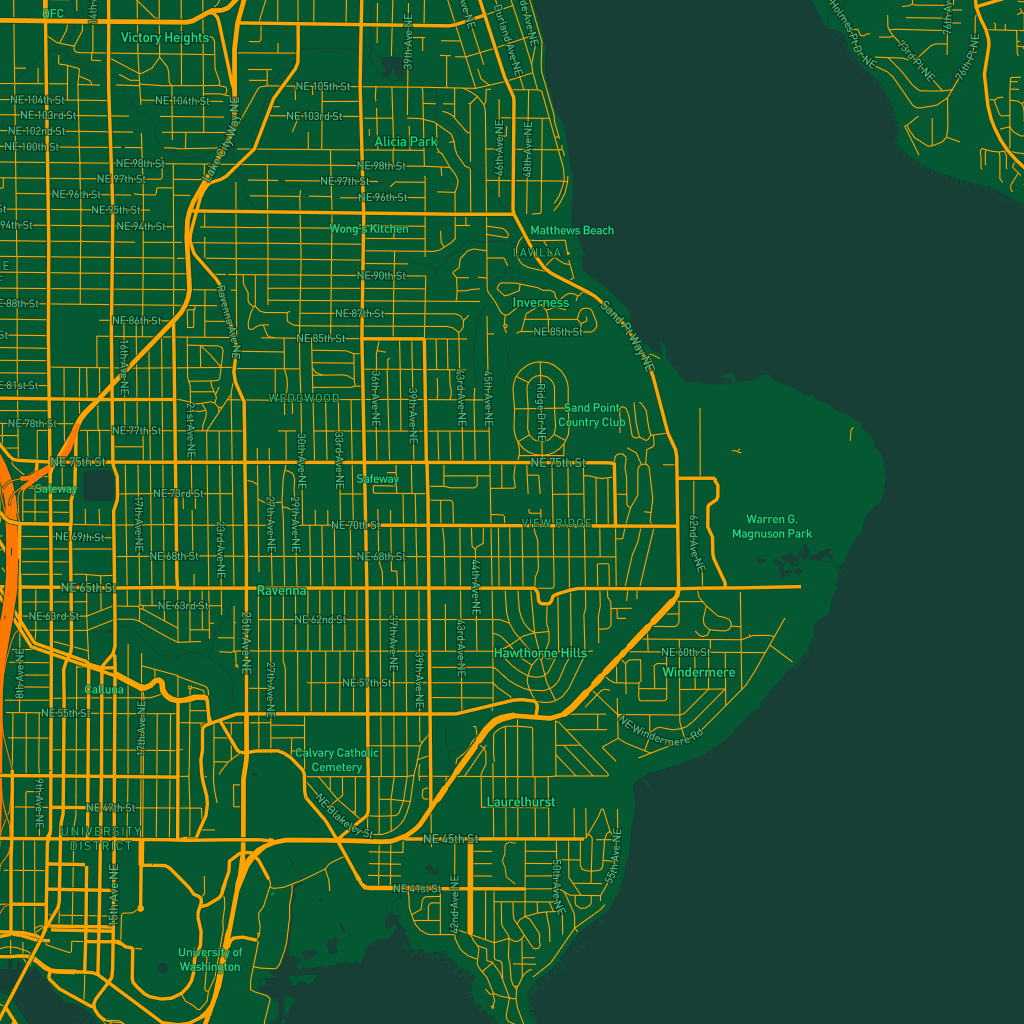 UFC
Victory Heights
39th Ave NE
Durland Ave NE
Holmes Pt Dr NE
73rd Pl NE
76th Pl NE
NE 105th St
NE 104th St
NE 104th St
NE 103rd St
NE 103rd St
NE 102nd St
NE 100th St
Lake City Way NE
Alicia Park
46th Ave NE
48th Ave NE
NE 98th St
NE 98th St
NE 97th St
NE 97th St
NE 96th St
NE 96th St
NE 95th St
94th St
NE 94th St
Wong's Kitchen
Matthews Beach
LAVILLA
NE 90th St
NE 88th St
Ravenna Ave NE
Inverness
NE 87th St
NE 86th St
NE 85th St
NE 85th St
Sand Pt Way NE
16th Ave NE
NE 81st St
36th Ave NE
39th Ave NE
43rd Ave NE
45th Ave NE
Ridge Dr NE
WEDGWOOD
Sand Point
Country Club
21st Ave NE
NE 78th St
NE 77th St
30th Ave NE
33rd Ave NE
NE 75th St
NE 75th St
Safeway
Safeway
NE 73rd St
17th Ave NE
23rd Ave NE
27th Ave NE
29th Ave NE
NE 70th St
VIEW RIDGE
62nd Ave NE
Warren G.
Magnuson Park
NE 69th St
NE 68th St
NE 68th St
44th Ave NE
NE 65th St
Ravenna
NE 63rd St
NE 63rd St
NE 62nd St
25th Ave NE
37th Ave NE
43rd Ave NE
Hawthorne Hills
NE 60th St
Windermere
8th Ave NE
27th Ave NE
39th Ave NE
NE 57th St
Calluna
NE 55th St
17th Ave NE
NE Windermere Rd
Calvary Catholic
Cemetery
9th Ave NE
NE 47th St
NE Blakeley St
Laurelhurst
UNIVERSITY
DISTRICT
NE 45th St
55th Ave NE
15th Ave NE
NE 41st St
42nd Ave NE
50th Ave NE
University of
Washington